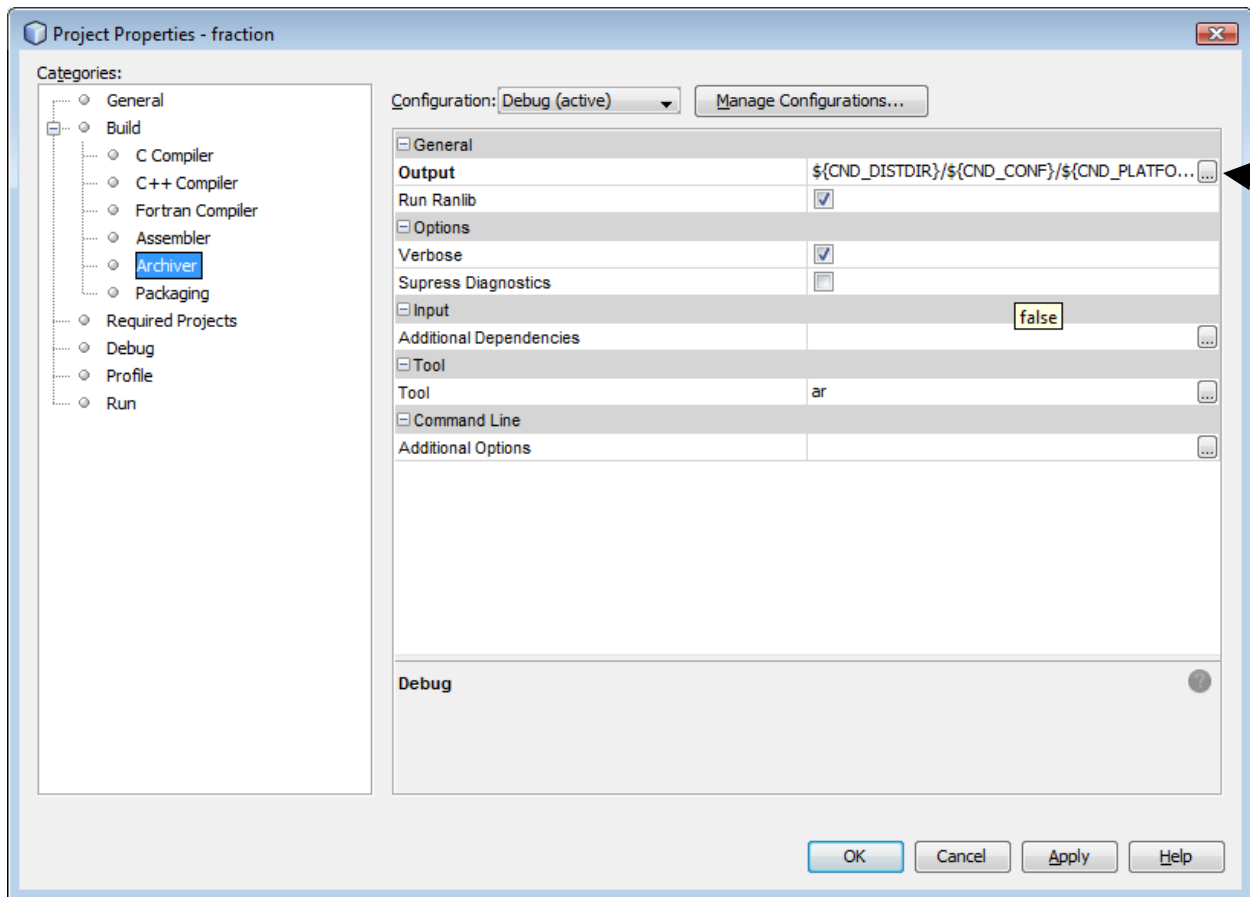 Project Properties - fraction
Categories:
General
Build
C Compiler
C++ Compiler
Fortran Compiler
Assembler
Archiver
Packaging
Required Projects
Debug
Profile
Run
Configuration: Debug (active) Manage Configurations...
General
Output ${CND_DISTDIR}/${CND_CONF}/${CND_PLATFO... ...
Run Ranlib
Options
Verbose
Supress Diagnostics
Input
false
Additional Dependencies ...
Tool
Tool ar ...
Command Line
Additional Options ...
Debug ?
OK Cancel Apply Help